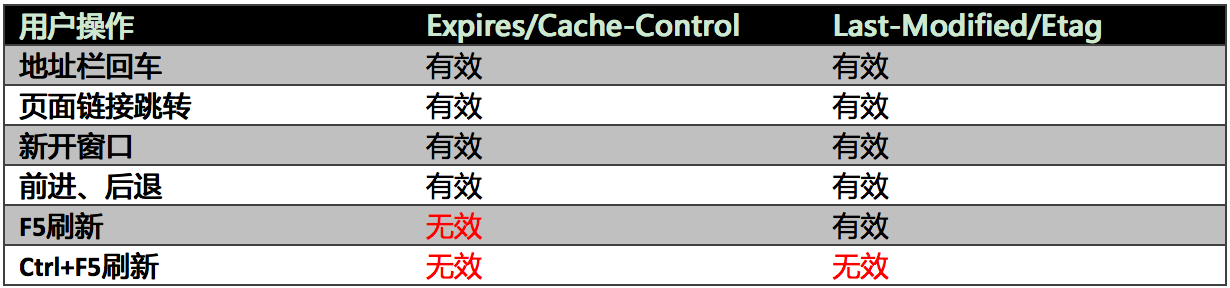 用户操作 Expires/Cache-Control Last-Modified/Etag
地址栏回车 有效 有效
页面链接跳转 有效 有效
新开窗口 有效 有效
前进、后退 有效 有效
F5刷新 无效 有效
Ctrl+F5刷新 无效 无效